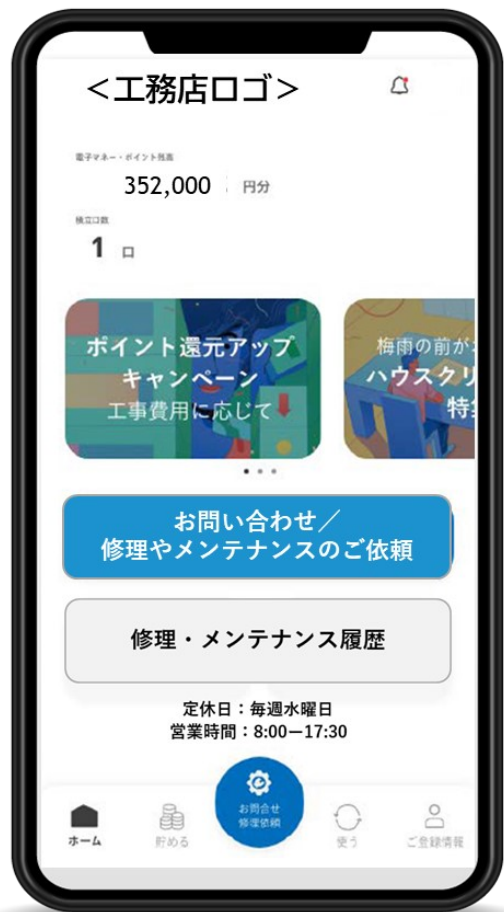 ＜工務店ロゴ＞
電子マネー・ポイント残高
352,000 円分
積立口数
1 口
ポイント還元アップ
キャンペーン
工事費用に応じて
梅雨の前が
ハウスクリ
特集
お問い合わせ／
修理やメンテナンスのご依頼
修理・メンテナンス履歴
定休日：毎週水曜日
営業時間：8:00ー17:30
お問合せ
修理依頼
ホーム
貯める
使う
ご登録情報